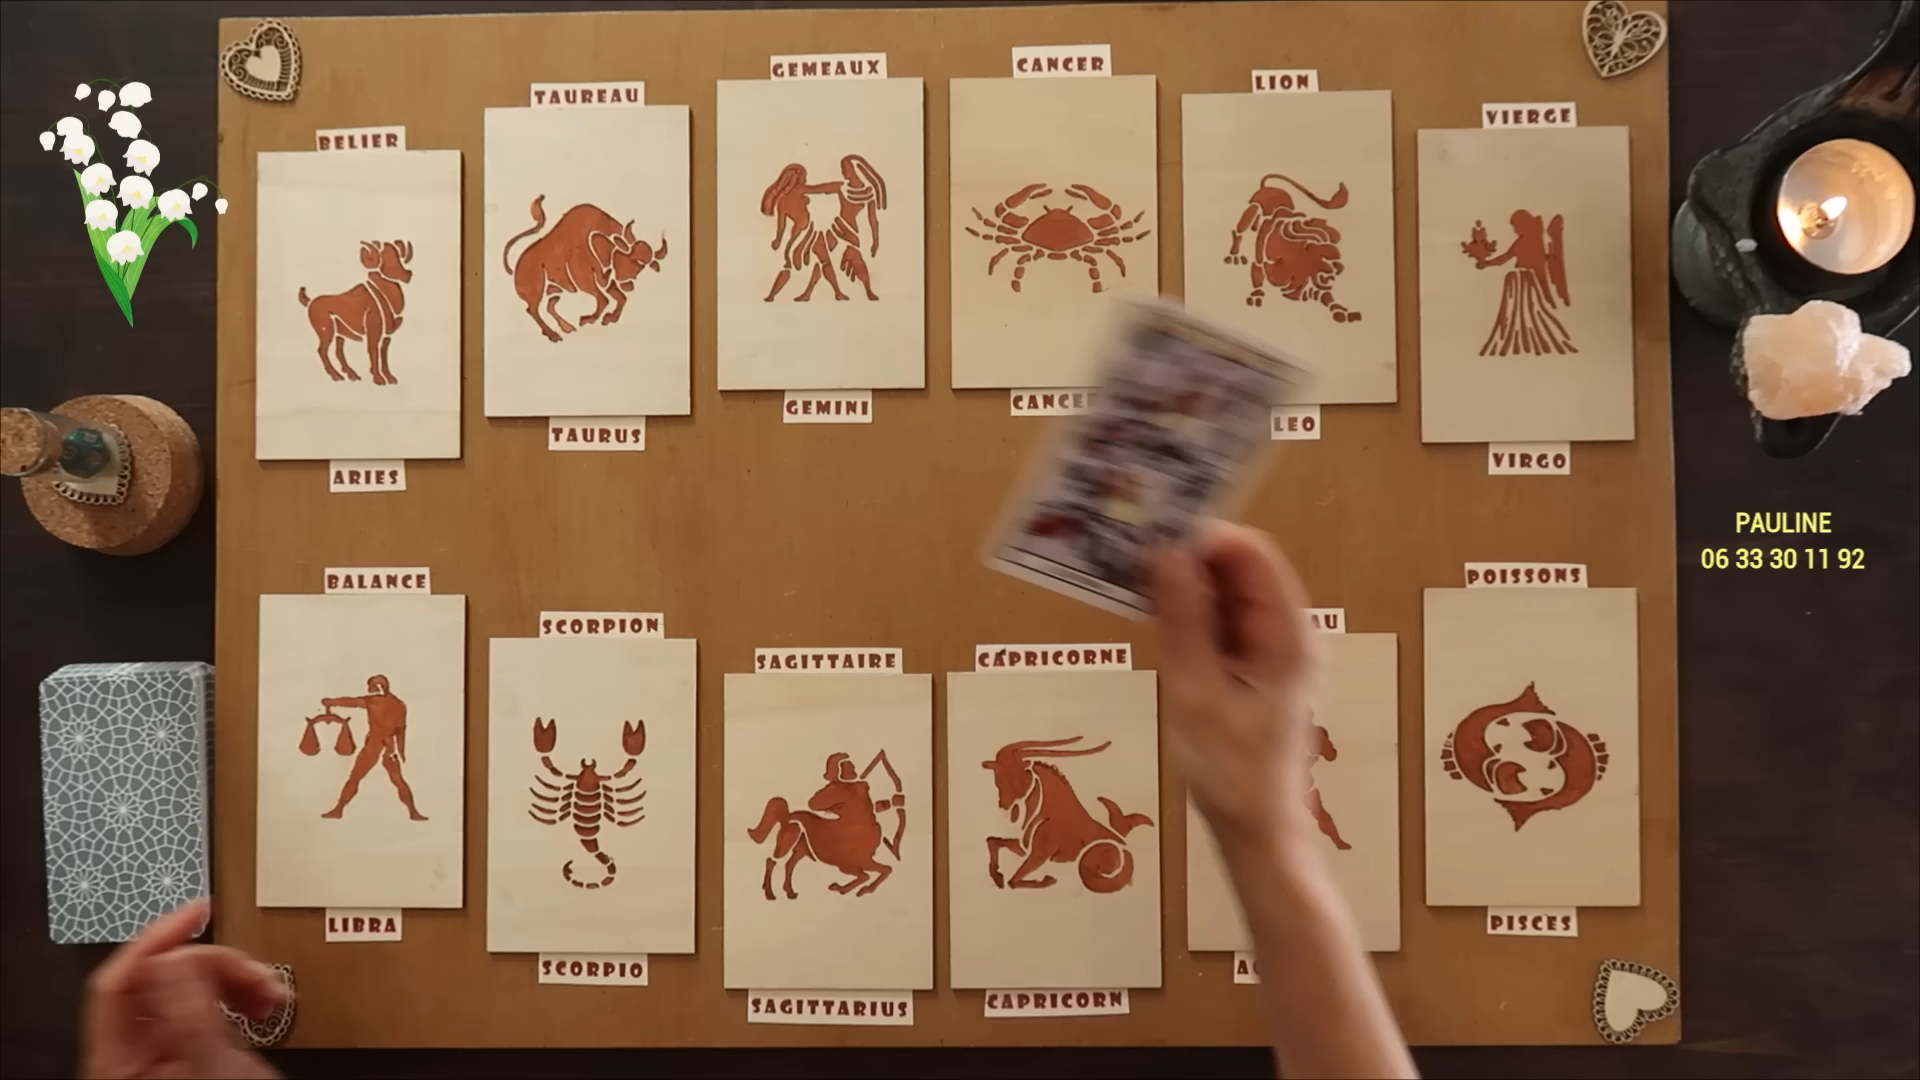 BELIER
TAUREAU
GEMEAUX
CANCER
LION
VIERGE
ARIES
TAURUS
GEMINI
LEO
VIRGO
PAULINE
06 33 30 11 92
BALANCE
SCORPION
SAGITTAIRE
CAPRICORNE
POISSONS
LIBRA
SCORPIO
SAGITTARIUS
CAPRICORN
PISCES